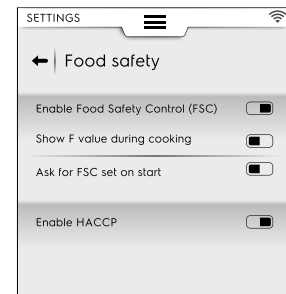 SETTINGS
Food safety
Enable Food Safety Control (FSC)
Show F value during cooking
Ask for FSC set on start
Enable HACCP